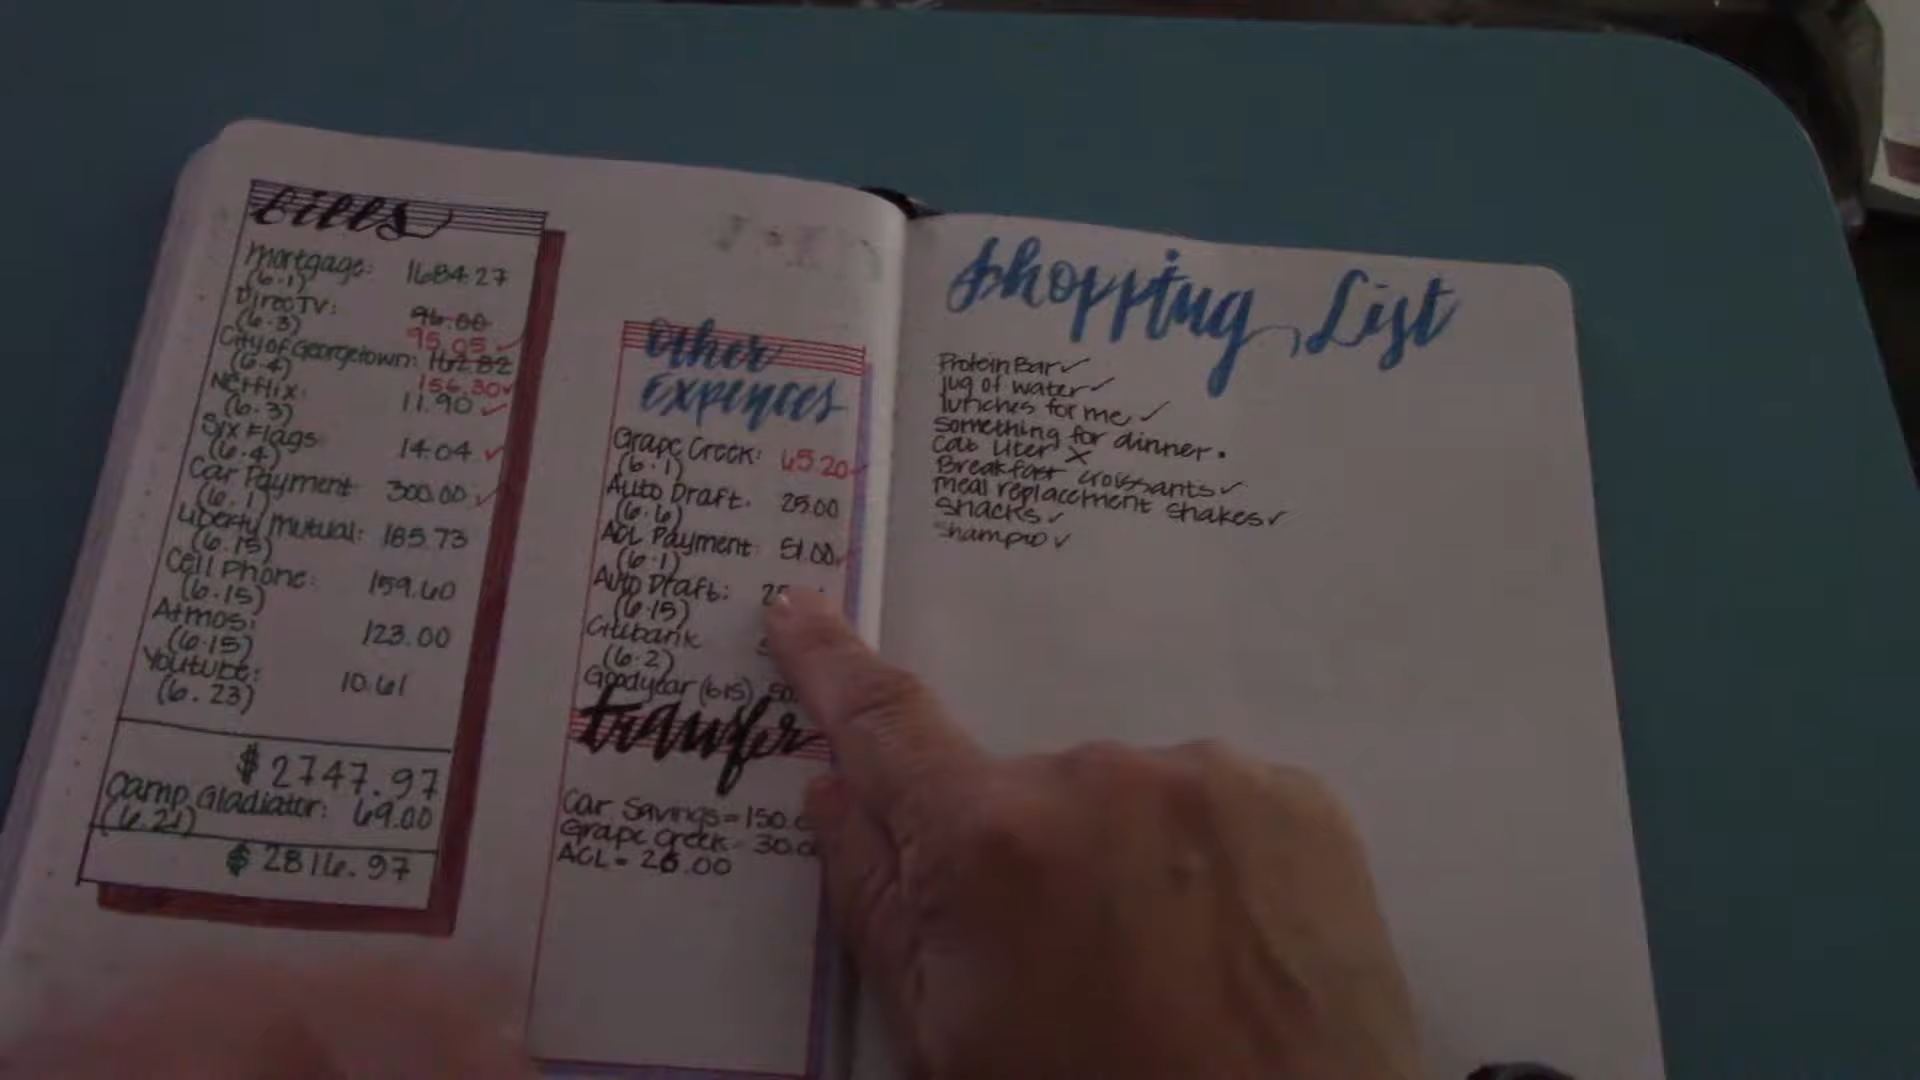 Bills
Mortgage: 1684.27
(6.1)
DirecTV: 96.00
(6.3) 95.05 ✓
City of Georgetown: 162.82
(6.4) 156.30 ✓
Netflix: 11.90 ✓
(6.3)
Six Flags 14.04 ✓
(6.4)
Car Payment 300.00 ✓
(6.1)
Liberty Mutual: 185.73
(6.15)
Cell Phone: 159.60
(6.15)
Atmos: 123.00
(6.15)
Youtube: 10.61
(6.23)
$2747.97
Camp Gladiator: 69.00
(6.21)
$2816.97
Other
Expences
Grape Creek: 65.20 ✓
(6.1)
Auto Draft. 25.00
(6.6)
ACL Payment: 51.00 ✓
(6.1)
Auto Draft:
(6.15)
Citibank
(6.2)
Goodyear (6.15)
Transfer
Car Savings = 150.
Grape Creek - 30.
ACL = 26.00
Shopping List
Protein Bar ✓
jug of water ✓
lunches for me ✓
something for dinner •
Cat liter X
Breakfast croissants ✓
meal replacement shakes ✓
Snacks ✓
Shampoo ✓